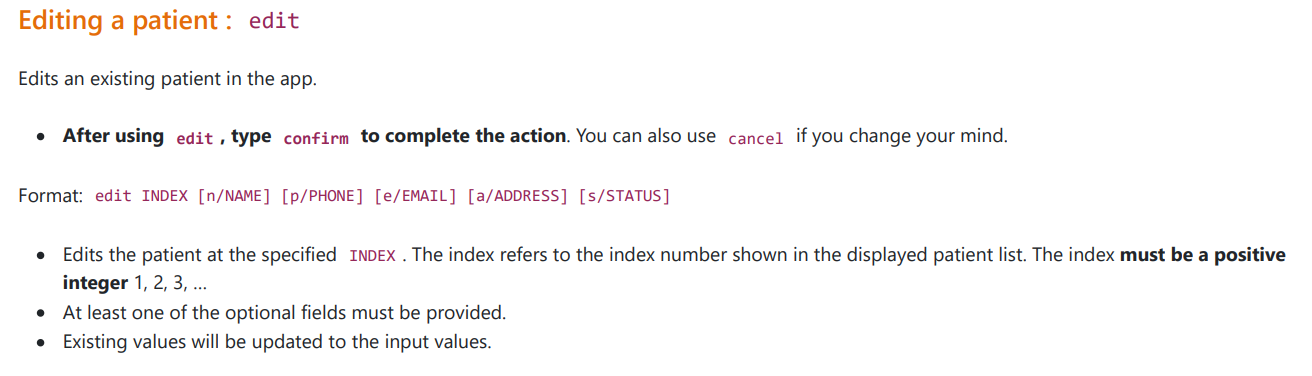 Editing a patient : edit
Edits an existing patient in the app.
• After using edit , type confirm to complete the action. You can also use cancel if you change your mind.
Format: edit INDEX [n/NAME] [p/PHONE] [e/EMAIL] [a/ADDRESS] [s/STATUS]
• Edits the patient at the specified INDEX . The index refers to the index number shown in the displayed patient list. The index must be a positive
integer 1, 2, 3, …
• At least one of the optional fields must be provided.
• Existing values will be updated to the input values.